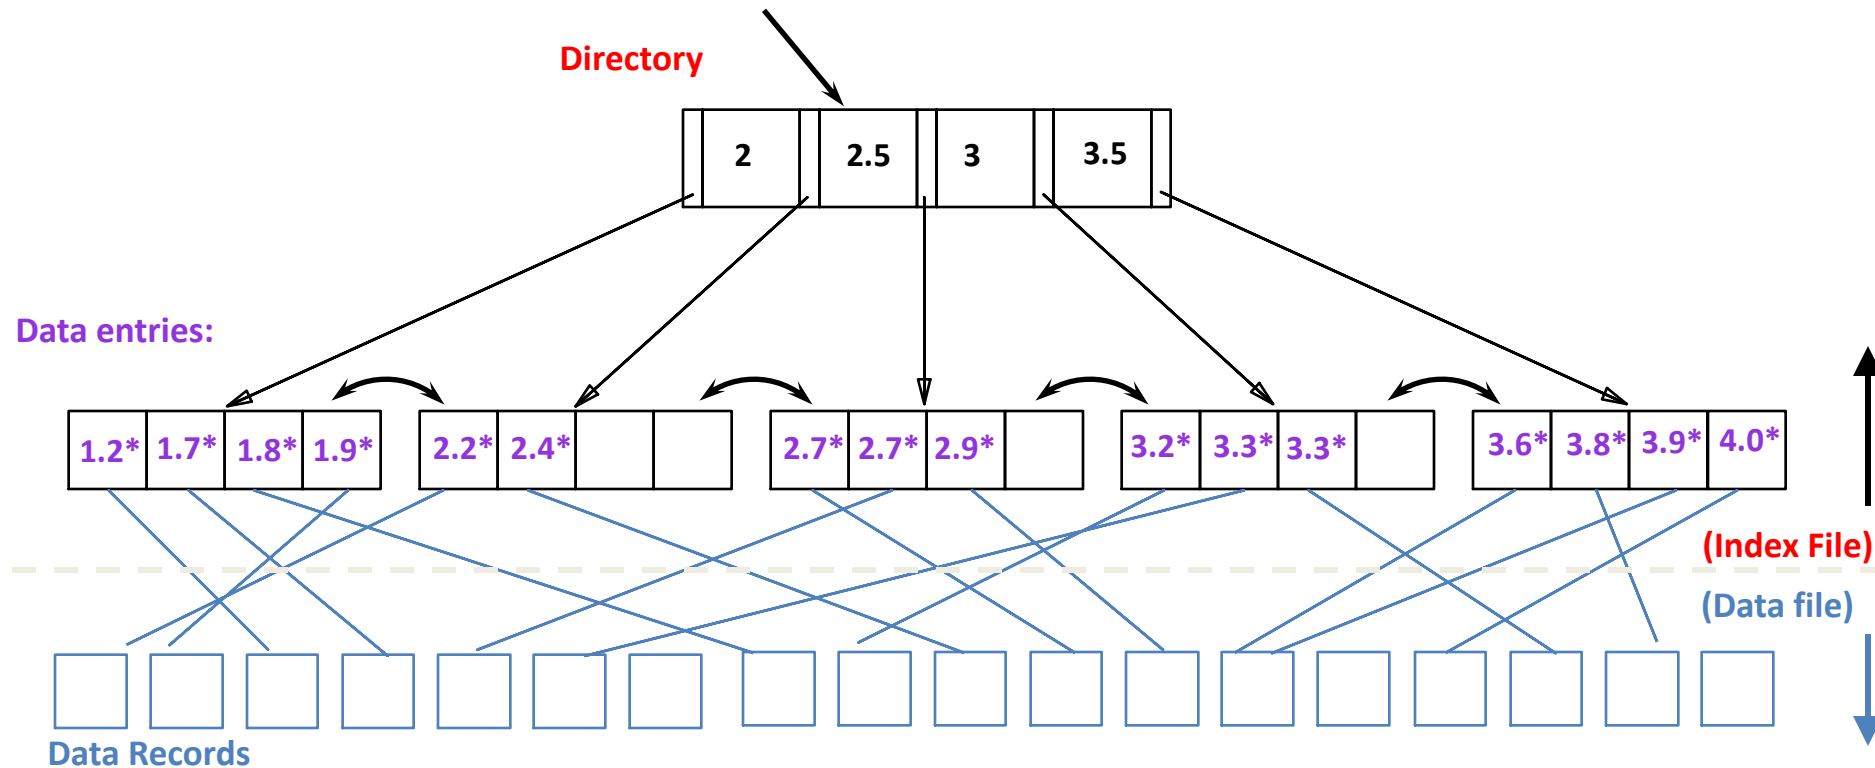 Directory
2 2.5 3 3.5
Data entries:
1.2* 1.7* 1.8* 1.9* 2.2* 2.4* 2.7* 2.7* 2.9* 3.2* 3.3* 3.3* 3.6* 3.8* 3.9* 4.0*
(Index File)
(Data file)
Data Records